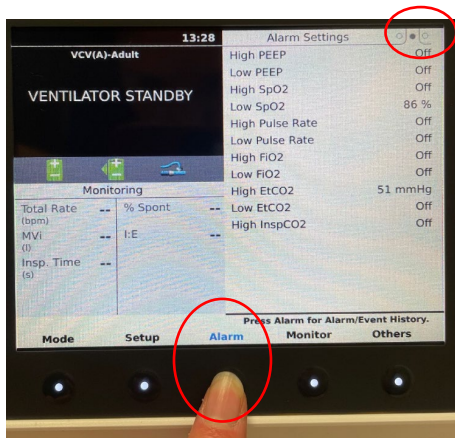 13:28
VCV(A)-Adult
VENTILATOR STANDBY
Monitoring
Total Rate -- % Spont --
(bpm)
MVi -- I:E --
(l)
Insp. Time --
(s)
Alarm Settings
High PEEP Off
Low PEEP Off
High SpO2 Off
Low SpO2 86 %
High Pulse Rate Off
Low Pulse Rate Off
High FiO2 Off
Low FiO2 Off
High EtCO2 51 mmHg
Low EtCO2 Off
High InspCO2 Off
Press Alarm for Alarm/Event History.
Mode Setup Alarm Monitor Others